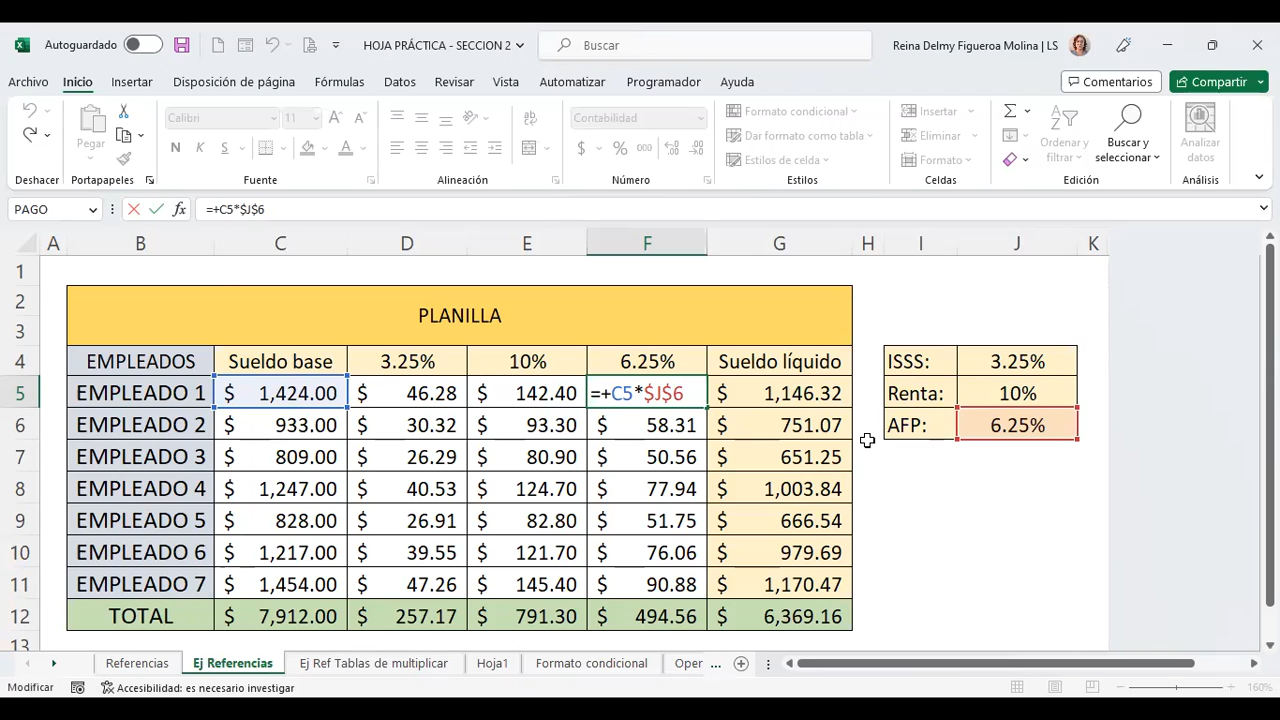 Autoguardado HOJA PRÁCTICA - SECCION 2 Buscar Reina Delmy Figueroa Molina | LS
Archivo Inicio Insertar Disposición de página Fórmulas Datos Revisar Vista Automatizar Programador Ayuda Comentarios Compartir
Calibri 11 Contabilidad Formato condicional Insertar
Pegar Dar formato como tabla Eliminar Ordenar y filtrar Buscar y seleccionar Analizar datos
N K S $ % 000 Estilos de celda Formato
Deshacer Portapapeles Fuente Alineación Número Estilos Celdas Edición Análisis
PAGO fx =+C5*$J$6
A B C D E F G H I J K
1
2 PLANILLA
3
4 EMPLEADOS Sueldo base 3.25% 10% 6.25% Sueldo líquido ISSS: 3.25%
5 EMPLEADO 1 $ 1,424.00 $ 46.28 $ 142.40 =+C5*$J$6 $ 1,146.32 Renta: 10%
6 EMPLEADO 2 $ 933.00 $ 30.32 $ 93.30 $ 58.31 $ 751.07 AFP: 6.25%
7 EMPLEADO 3 $ 809.00 $ 26.29 $ 80.90 $ 50.56 $ 651.25
8 EMPLEADO 4 $ 1,247.00 $ 40.53 $ 124.70 $ 77.94 $ 1,003.84
9 EMPLEADO 5 $ 828.00 $ 26.91 $ 82.80 $ 51.75 $ 666.54
10 EMPLEADO 6 $ 1,217.00 $ 39.55 $ 121.70 $ 76.06 $ 979.69
11 EMPLEADO 7 $ 1,454.00 $ 47.26 $ 145.40 $ 90.88 $ 1,170.47
12 TOTAL $ 7,912.00 $ 257.17 $ 791.30 $ 494.56 $ 6,369.16
13
Referencias Ej Referencias Ej Ref Tablas de multiplicar Hoja1 Formato condicional Oper ...
Modificar Accesibilidad: es necesario investigar 160%